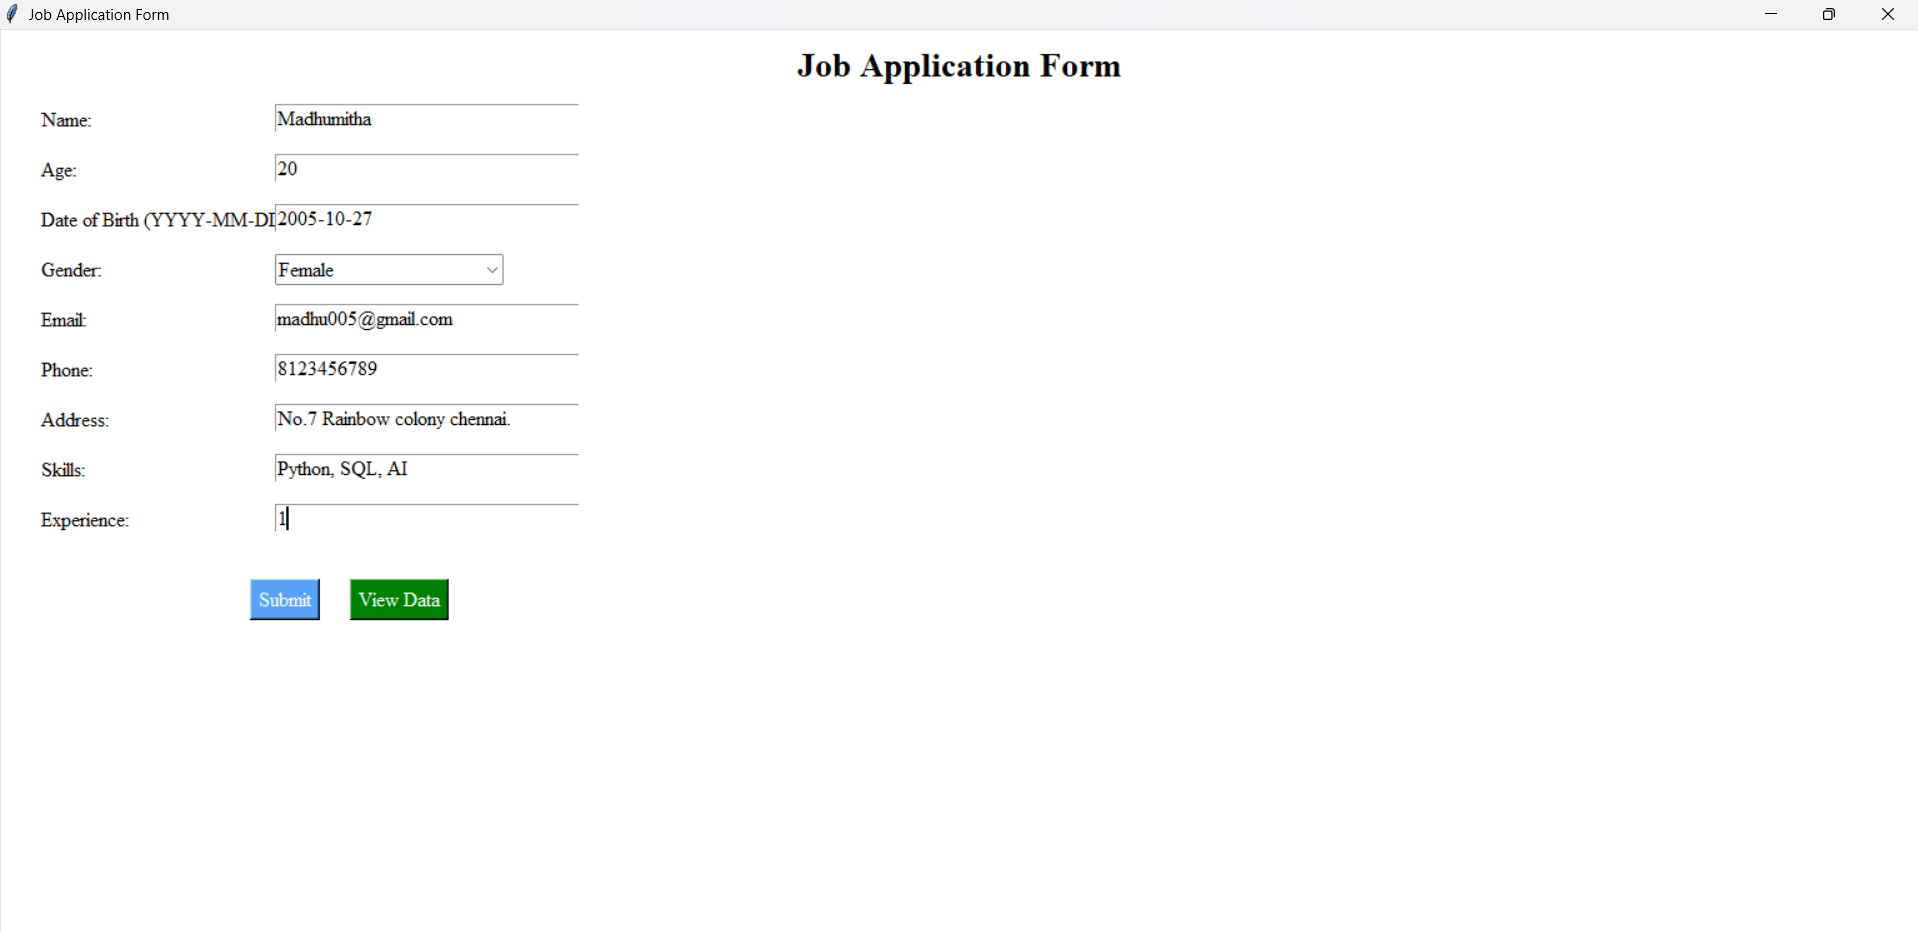 Job Application Form
Job Application Form
Name: Madhumitha
Age: 20
Date of Birth (YYYY-MM-DD 2005-10-27
Gender: Female
Email: madhu005@gmail.com
Phone: 8123456789
Address: No.7 Rainbow colony chennai.
Skills: Python, SQL, AI
Experience: 1
Submit View Data